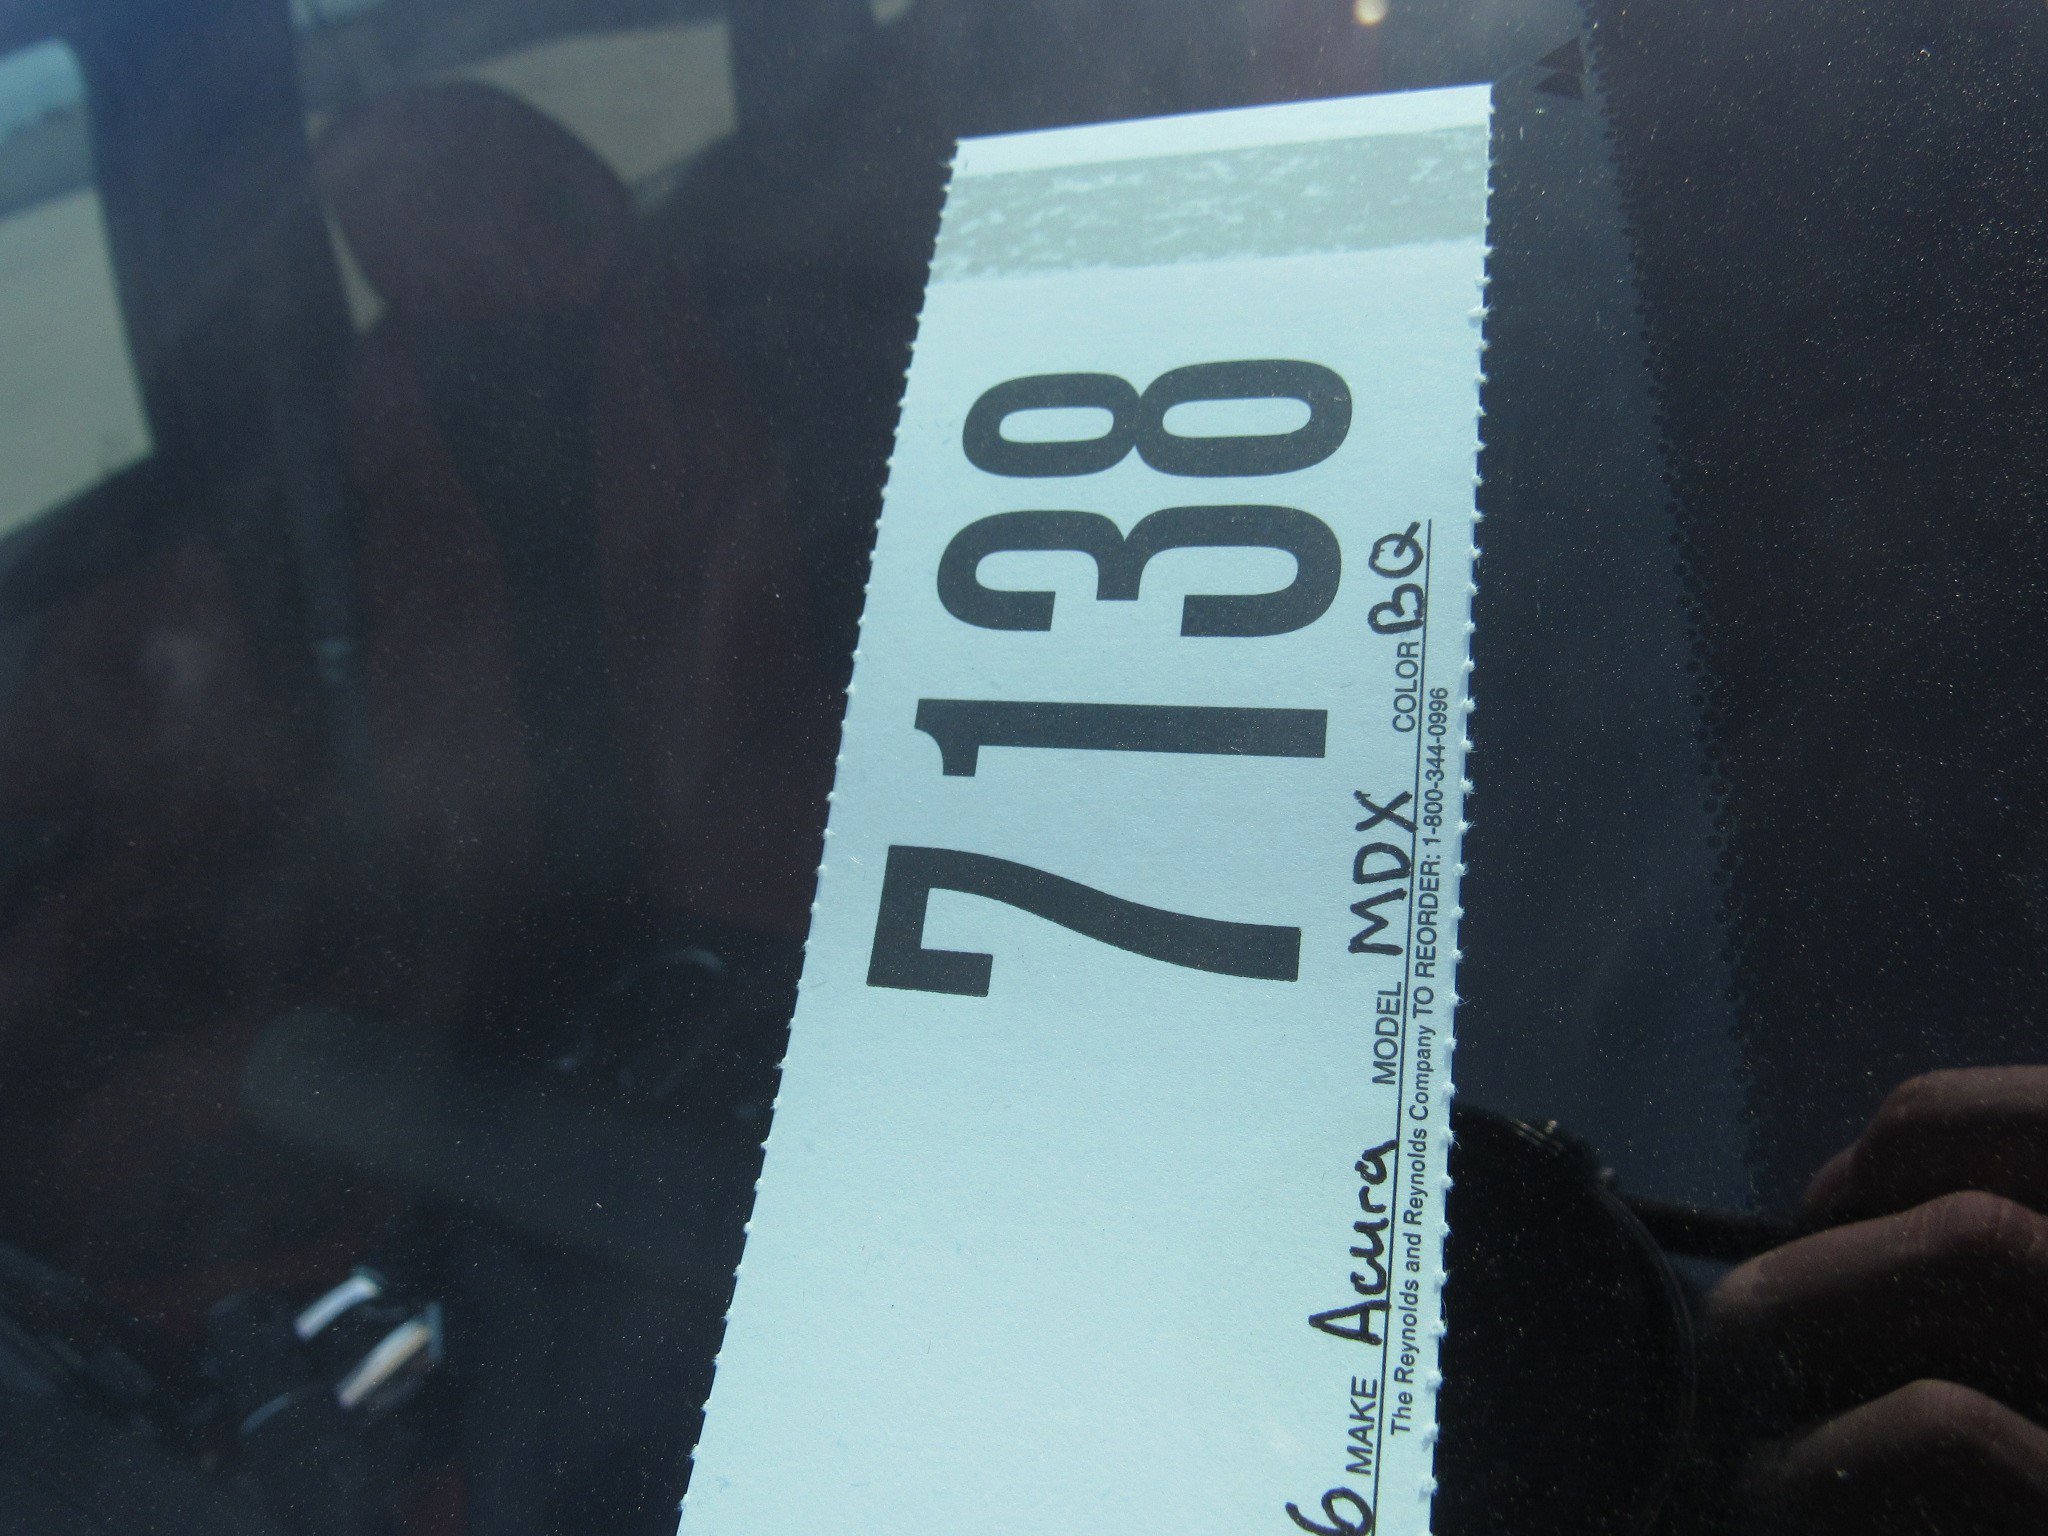 7138
6 MAKE Acura MODEL MDX COLOR BQ
The Reynolds and Reynolds Company TO REORDER: 1-800-344-0996